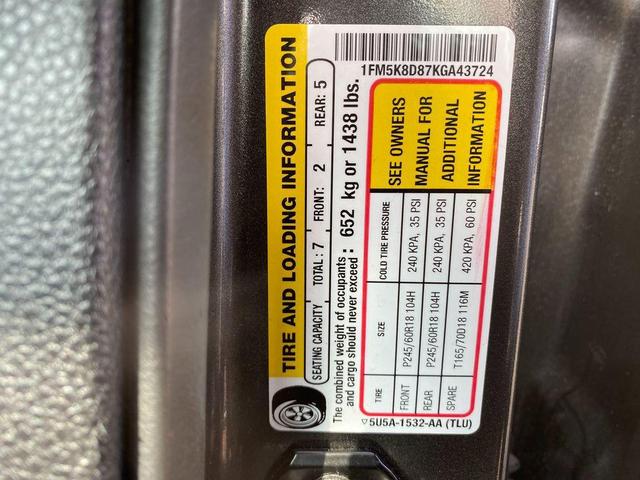 TIRE AND LOADING INFORMATION
SEATING CAPACITY TOTAL: 7 FRONT: 2 REAR: 5
The combined weight of occupants
and cargo should never exceed : 652 kg or 1438 lbs.
1FM5K8D87KGA43724
TIRE SIZE COLD TIRE PRESSURE
FRONT P245/60R18 104H 240 KPA, 35 PSI
REAR P245/60R18 104H 240 KPA, 35 PSI
SPARE T165/70D18 116M 420 KPA, 60 PSI
SEE OWNERS
MANUAL FOR
ADDITIONAL
INFORMATION
▽5U5A-1532-AA (TLU)